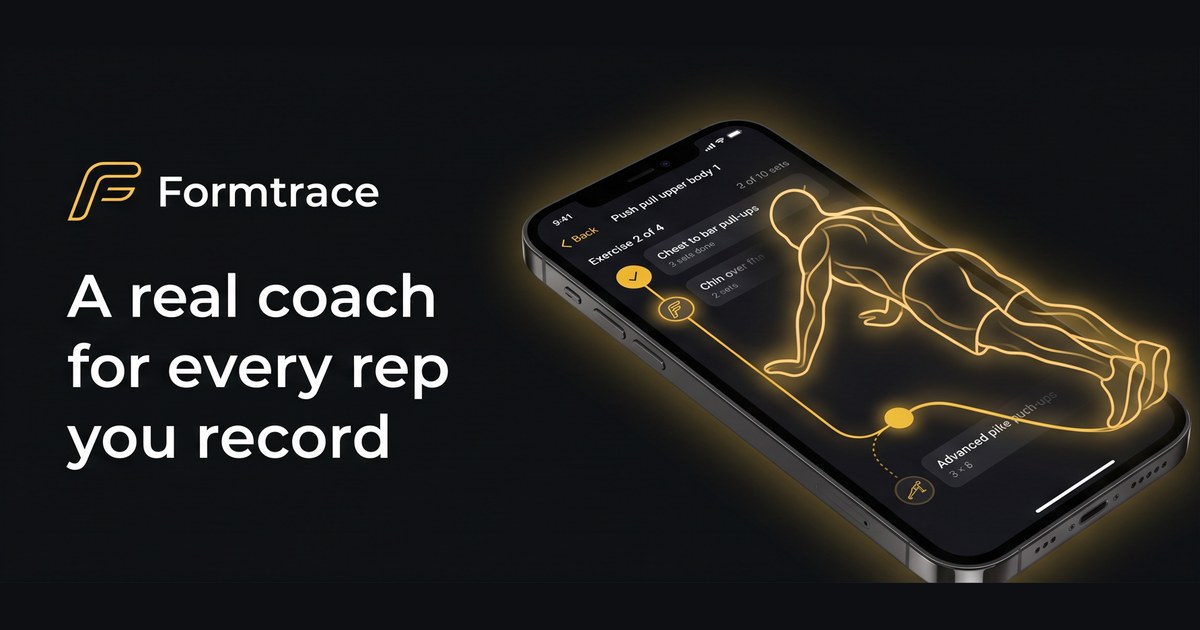 Formtrace
A real coach
for every rep
you record
9:41
Back
Push pull upper body 1
2 of 10 sets
Exercise 2 of 4
Chest to bar pull-ups
3 sets done
Chin over
2 sets
Advanced pike
3 × 8